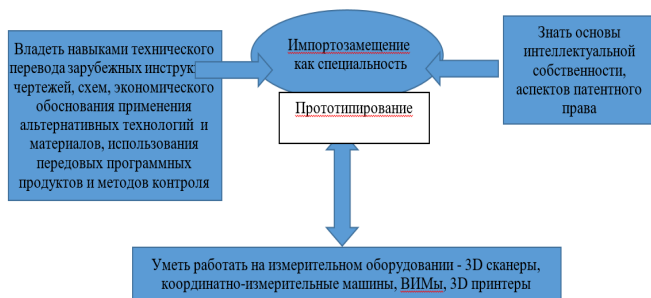 Владеть навыками технического
перевода зарубежных инструк
чертежей, схем, экономического
обоснования применения
альтернативных технологий и
материалов, использования
передовых программных
продуктов и методов контроля
Импортозамещение
как специальность
Прототипирование
Знать основы
интеллектуальной
собственности,
аспектов патентного
права
Уметь работать на измерительном оборудовании - 3D сканеры,
координатно-измерительные машины, ВИМы, 3D принтеры